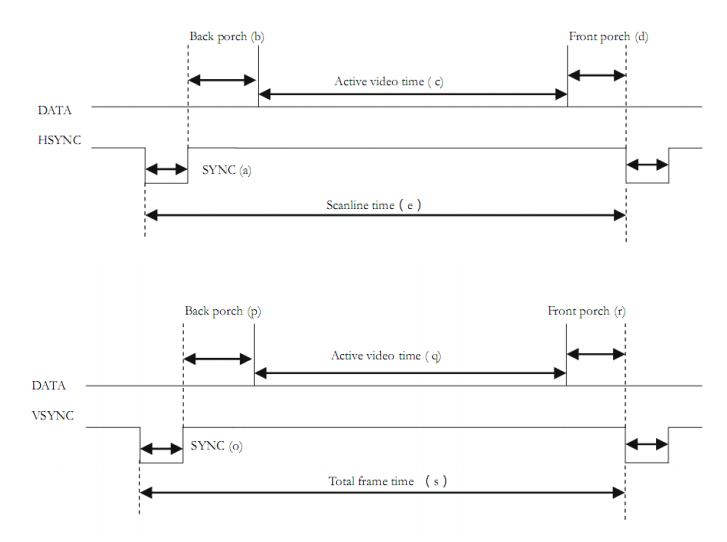 Back porch (b)
Front porch (d)
Active video time ( c)
DATA
HSYNC
SYNC (a)
Scanline time ( e )
Back porch (p)
Front porch (r)
Active video time ( q)
DATA
VSYNC
SYNC (o)
Total frame time ( s )